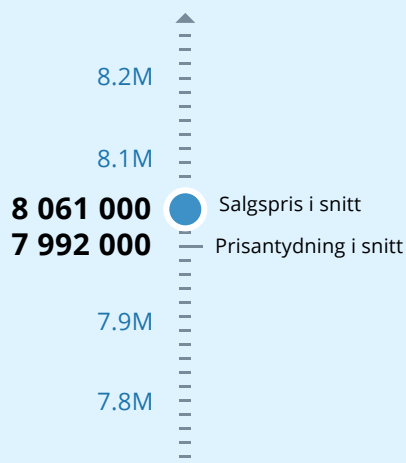 8.2M
8.1M
8 061 000 Salgspris i snitt
7 992 000 Prisantydning i snitt
7.9M
7.8M